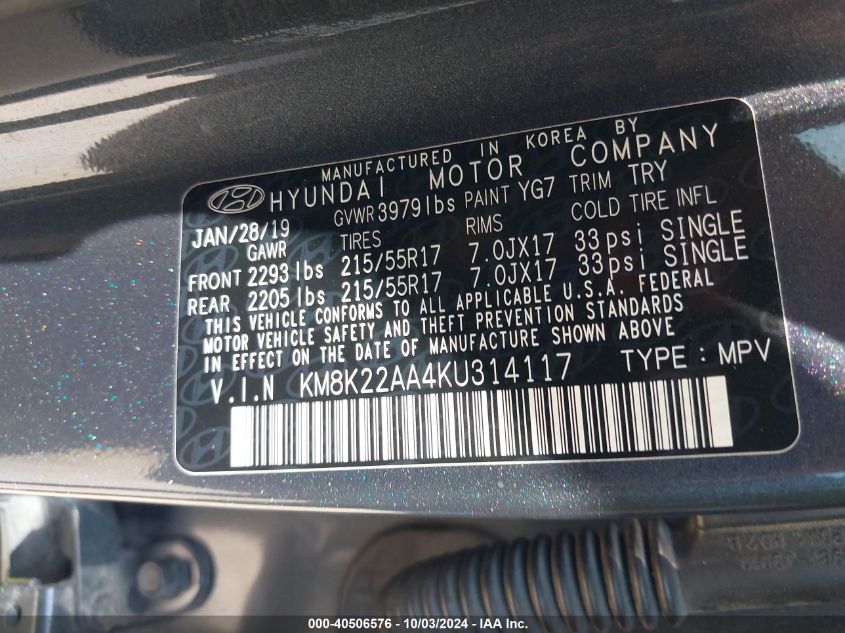 MANUFACTURED IN KOREA BY
HYUNDAI MOTOR COMPANY
JAN/28/19 GVWR 3979lbs PAINT YG7 TRIM TRY
GAWR TIRES RIMS COLD TIRE INFL
FRONT 2293 lbs 215/55R17 7.0JX17 33psi SINGLE
REAR 2205 lbs 215/55R17 7.0JX17 33psi SINGLE
THIS VEHICLE CONFORMS TO ALL APPLICABLE U.S.A. FEDERAL
MOTOR VEHICLE SAFETY AND THEFT PREVENTION STANDARDS
IN EFFECT ON THE DATE OF MANUFACTURE SHOWN ABOVE
V.I.N KM8K22AA4KU314117 TYPE : MPV
000-40506576 - 10/03/2024 - IAA Inc.